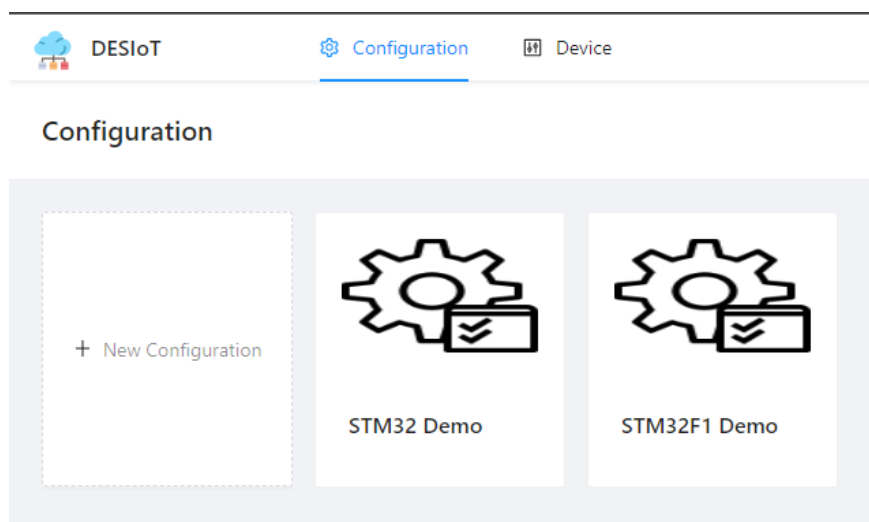 DESIoT
Configuration
Device
Configuration
+ New Configuration
STM32 Demo
STM32F1 Demo